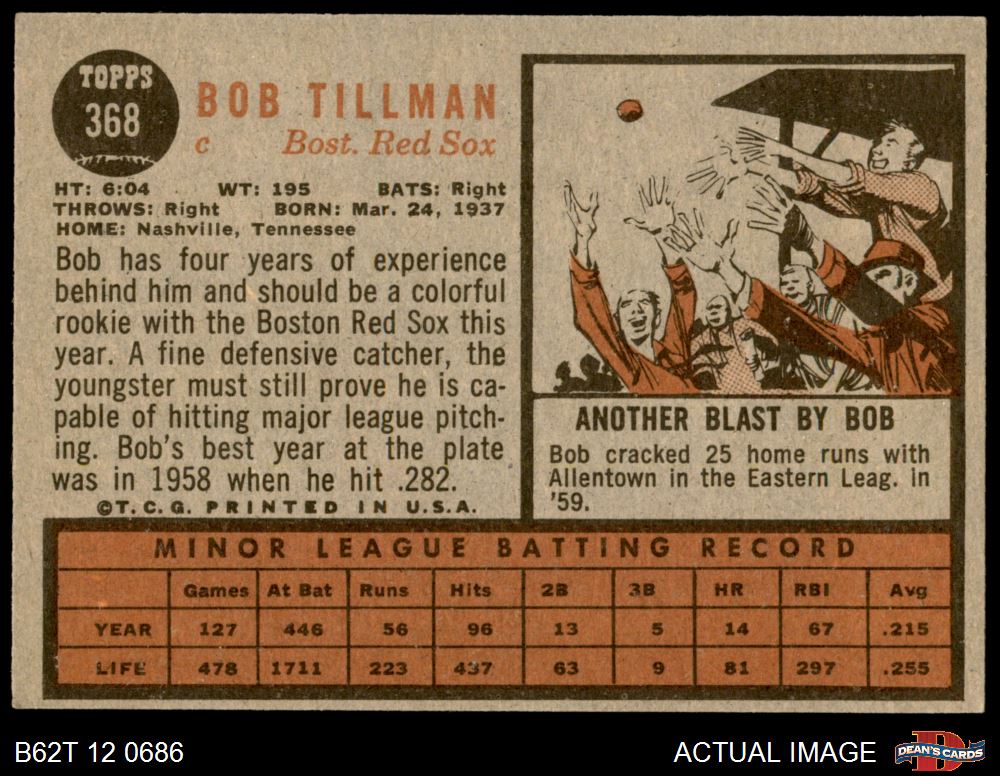 TOPPS
368
BOB TILLMAN
c Bost. Red Sox
HT: 6:04 WT: 195 BATS: Right
THROWS: Right BORN: Mar. 24, 1937
HOME: Nashville, Tennessee
Bob has four years of experience
behind him and should be a colorful
rookie with the Boston Red Sox this
year. A fine defensive catcher, the
youngster must still prove he is ca-
pable of hitting major league pitch-
ing. Bob's best year at the plate
was in 1958 when he hit .282.
©T.C.G. PRINTED IN U.S.A.
ANOTHER BLAST BY BOB
Bob cracked 25 home runs with
Allentown in the Eastern Leag. in
'59.
MINOR LEAGUE BATTING RECORD
Games At Bat Runs Hits 2B 3B HR RBI Avg
YEAR 127 446 56 96 13 5 14 67 .215
LIFE 478 1711 223 437 63 9 81 297 .255
B62T 12 0686
ACTUAL IMAGE
DEAN'S CARDS